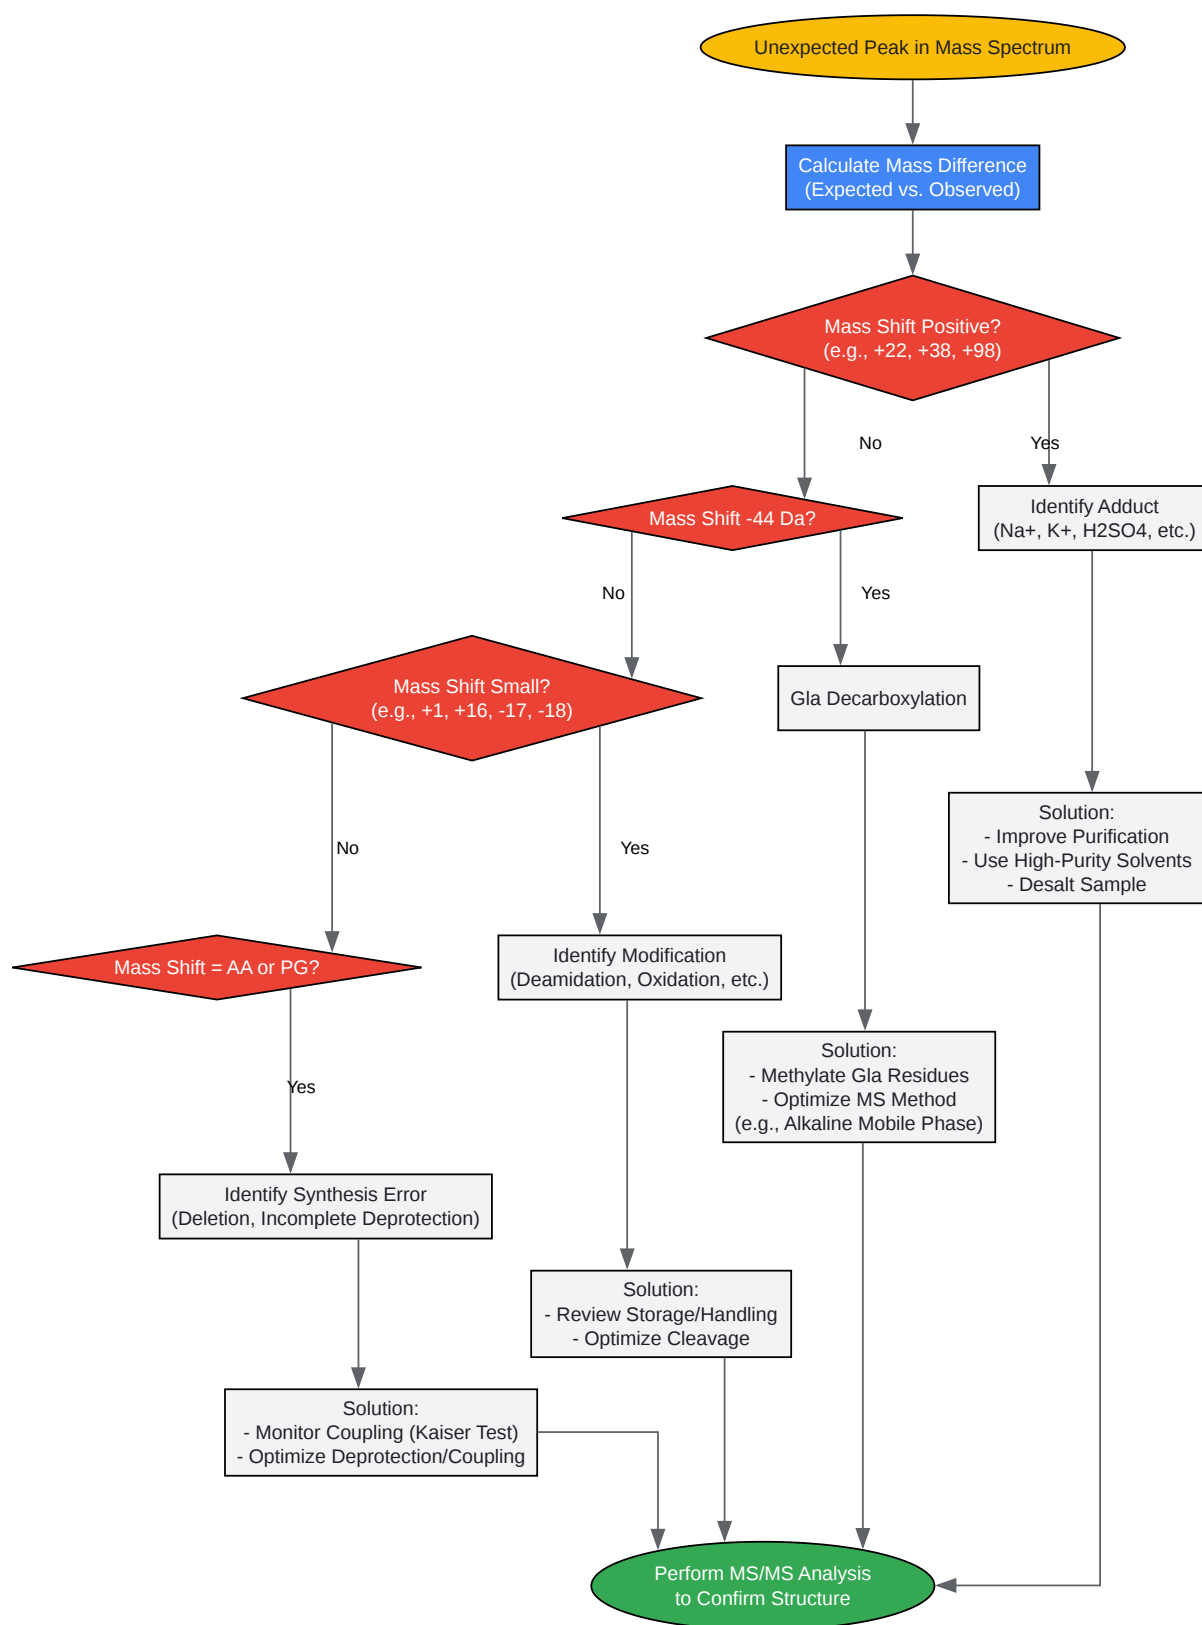 Unexpected Peak in Mass Spectrum
Calculate Mass Difference
(Expected vs. Observed)
Mass Shift Positive?
(e.g., +22, +38, +98)
No
Yes
Mass Shift -44 Da?
Identify Adduct
(Na+, K+, H2SO4, etc.)
No
Yes
Mass Shift Small?
(e.g., +1, +16, -17, -18)
Gla Decarboxylation
Solution:
- Improve Purification
- Use High-Purity Solvents
- Desalt Sample
No
Yes
Mass Shift = AA or PG?
Identify Modification
(Deamidation, Oxidation, etc.)
Solution:
- Methylate Gla Residues
- Optimize MS Method
(e.g., Alkaline Mobile Phase)
Yes
Identify Synthesis Error
(Deletion, Incomplete Deprotection)
Solution:
- Review Storage/Handling
- Optimize Cleavage
Solution:
- Monitor Coupling (Kaiser Test)
- Optimize Deprotection/Coupling
Perform MS/MS Analysis
to Confirm Structure